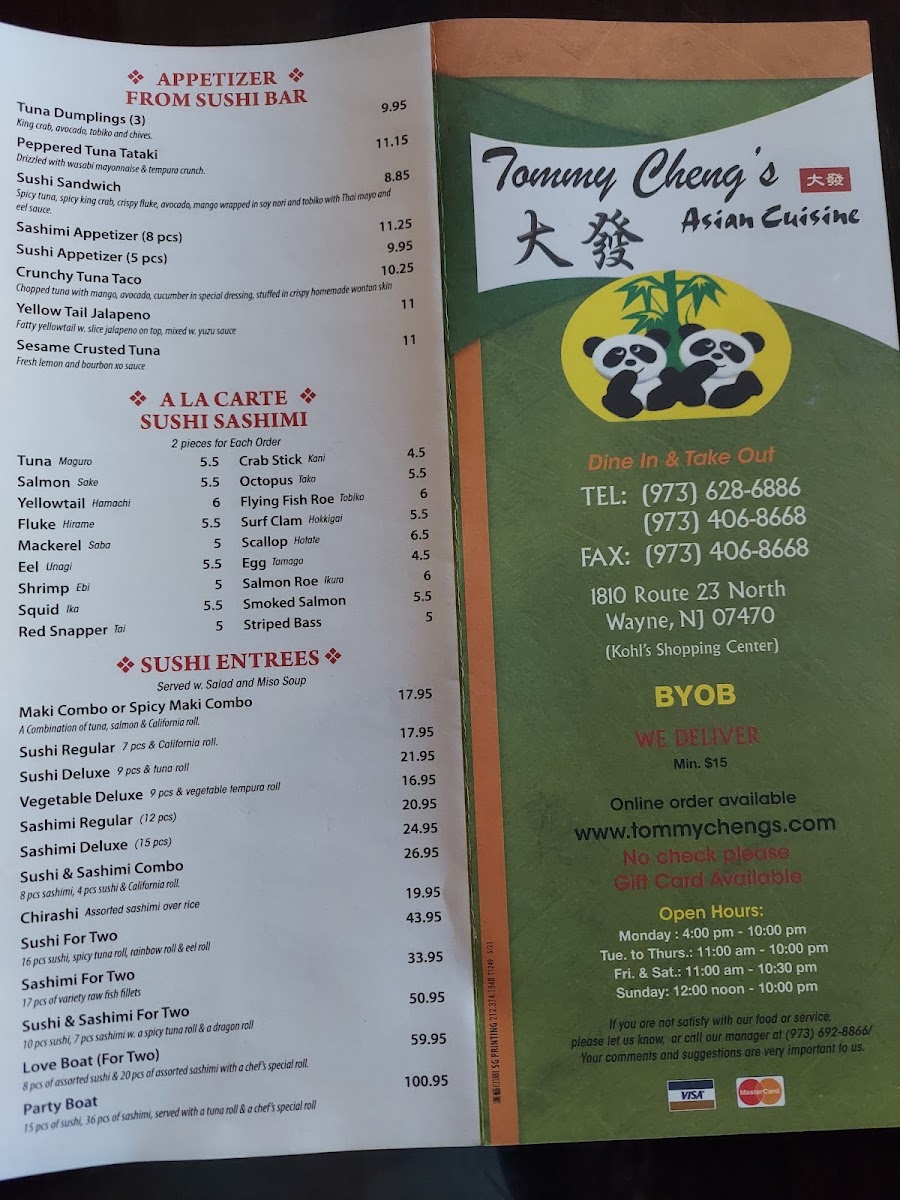 ❖ APPETIZER ❖
FROM SUSHI BAR
Tuna Dumplings (3) 9.95
King crab, avocado, tobiko and chives.
Peppered Tuna Tataki 11.15
Drizzled with wasabi mayonnaise & tempura crunch.
Sushi Sandwich 8.85
Spicy tuna, spicy king crab, crispy fluke, avocado, mango wrapped in soy nori and tobiko with Thai mayo and
eel sauce.
Sashimi Appetizer (8 pcs) 11.25
Sushi Appetizer (5 pcs) 9.95
Crunchy Tuna Taco 10.25
Chopped tuna with mango, avocado, cucumber in special dressing, stuffed in crispy homemade wonton skin
Yellow Tail Jalapeno 11
Fatty yellowtail w. slice jalapeno on top, mixed w. yuzu sauce
Sesame Crusted Tuna 11
Fresh lemon and bourbon xo sauce
❖ A LA CARTE ❖
SUSHI SASHIMI
2 pieces for Each Order
Tuna Maguro 5.5
Salmon Sake 5.5
Yellowtail Hamachi 6
Fluke Hirame 5.5
Mackerel Saba 5
Eel Unagi 5.5
Shrimp Ebi 5
Squid Ika 5.5
Red Snapper Tai 5
Crab Stick Kani 4.5
Octopus Tako 5.5
Flying Fish Roe Tobiko 6
Surf Clam Hokkigai 5.5
Scallop Hotate 6.5
Egg Tamago 4.5
Salmon Roe Ikura 6
Smoked Salmon 5.5
Striped Bass 5
❖ SUSHI ENTREES ❖
Served w. Salad and Miso Soup
Maki Combo or Spicy Maki Combo 17.95
A Combination of tuna, salmon & California roll.
Sushi Regular 7 pcs & California roll. 17.95
Sushi Deluxe 9 pcs & tuna roll 21.95
Vegetable Deluxe 9 pcs & vegetable tempura roll 16.95
Sashimi Regular (12 pcs) 20.95
Sashimi Deluxe (15 pcs) 24.95
Sushi & Sashimi Combo 26.95
8 pcs sashimi, 4 pcs sushi & California roll.
Chirashi Assorted sashimi over rice 19.95
Sushi For Two 43.95
16 pcs sushi, spicy tuna roll, rainbow roll & eel roll
Sashimi For Two 33.95
17 pcs of variety raw fish fillets
Sushi & Sashimi For Two 50.95
10 pcs sushi, 7 pcs sashimi w. a spicy tuna roll & a dragon roll
Love Boat (For Two) 59.95
8 pcs of assorted sushi & 20 pcs of assorted sashimi with a chef's special roll.
Party Boat 100.95
15 pcs of sushi, 36 pcs of sashimi, served with a tuna roll & a chef's special roll
Tommy Cheng's
大發
Asian Cuisine
大發
Dine In & Take Out
TEL: (973) 628-6886
(973) 406-8668
FAX: (973) 406-8668
1810 Route 23 North
Wayne, NJ 07470
(Kohl's Shopping Center)
BYOB
WE DELIVER
Min. $15
Online order available
www.tommychengs.com
No check please
Gift Card Available
Open Hours:
Monday : 4:00 pm - 10:00 pm
Tue. to Thurs.: 11:00 am - 10:00 pm
Fri. & Sat.: 11:00 am - 10:30 pm
Sunday: 12:00 noon - 10:00 pm
If you are not satisfy with our food or service,
please let us know, or call our manager at (973) 692-8866/
Your comments and suggestions are very important to us.
VISA
MasterCard
SG PRINTING 212.374.1848 11249 5/21